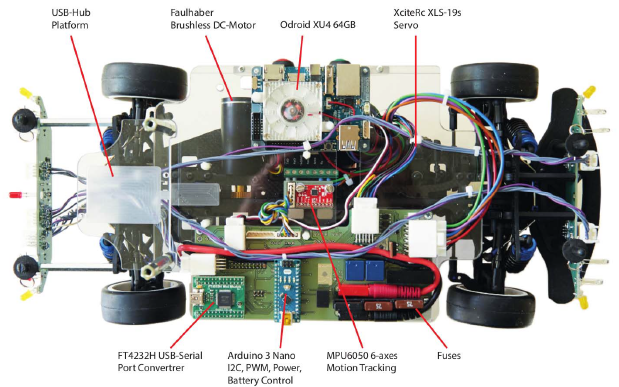 USB-Hub
Platform
Faulhaber
Brushless DC-Motor
Odroid XU4 64GB
XciteRc XLS-19s
Servo
FT4232H USB-Serial
Port Convertrer
Arduino 3 Nano
I2C, PWM, Power,
Battery Control
MPU6050 6-axes
Motion Tracking
Fuses